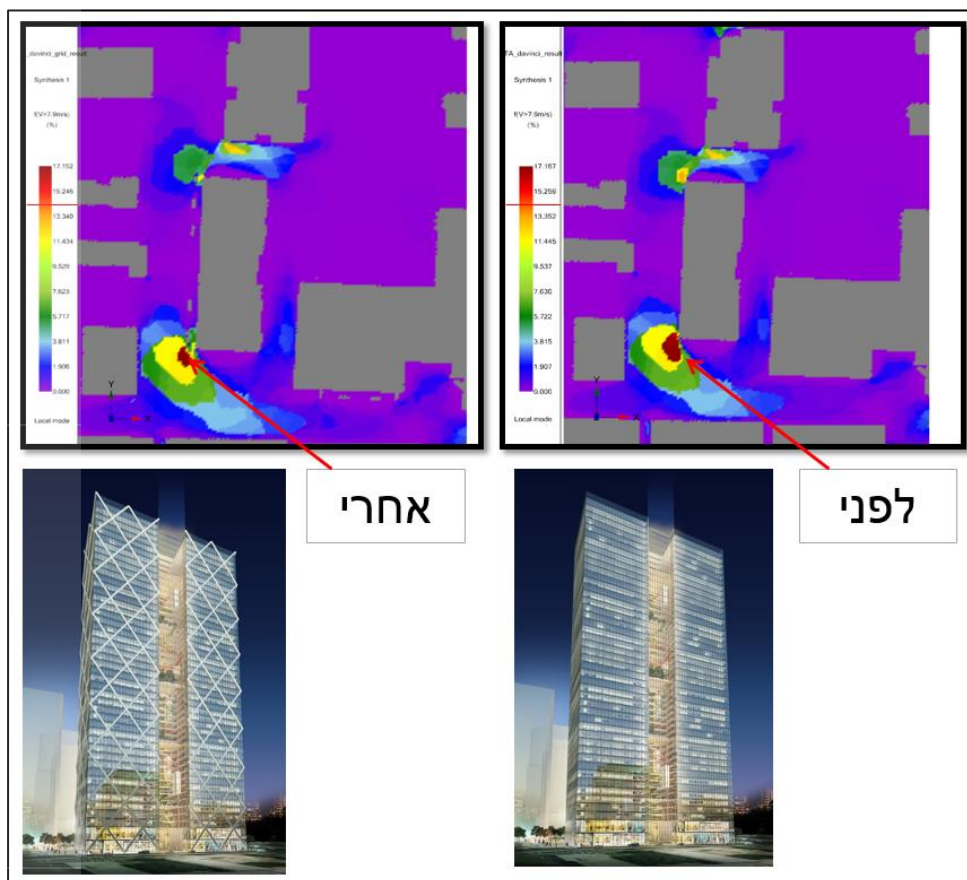 _davinci_grid_result
Synthesis 1
f(V>7.9m/s)
(%)
17.152
15.246
13.340
11.434
9.529
7.623
5.717
3.811
1.906
0.000
Y
Z
X
Local mode
TA_davinci_result
Synthesis 1
f(V>7.9m/s)
(%)
17.167
15.259
13.352
11.445
9.537
7.630
5.722
3.815
1.907
0.000
Y
Z
X
Local mode
אחרי
לפני